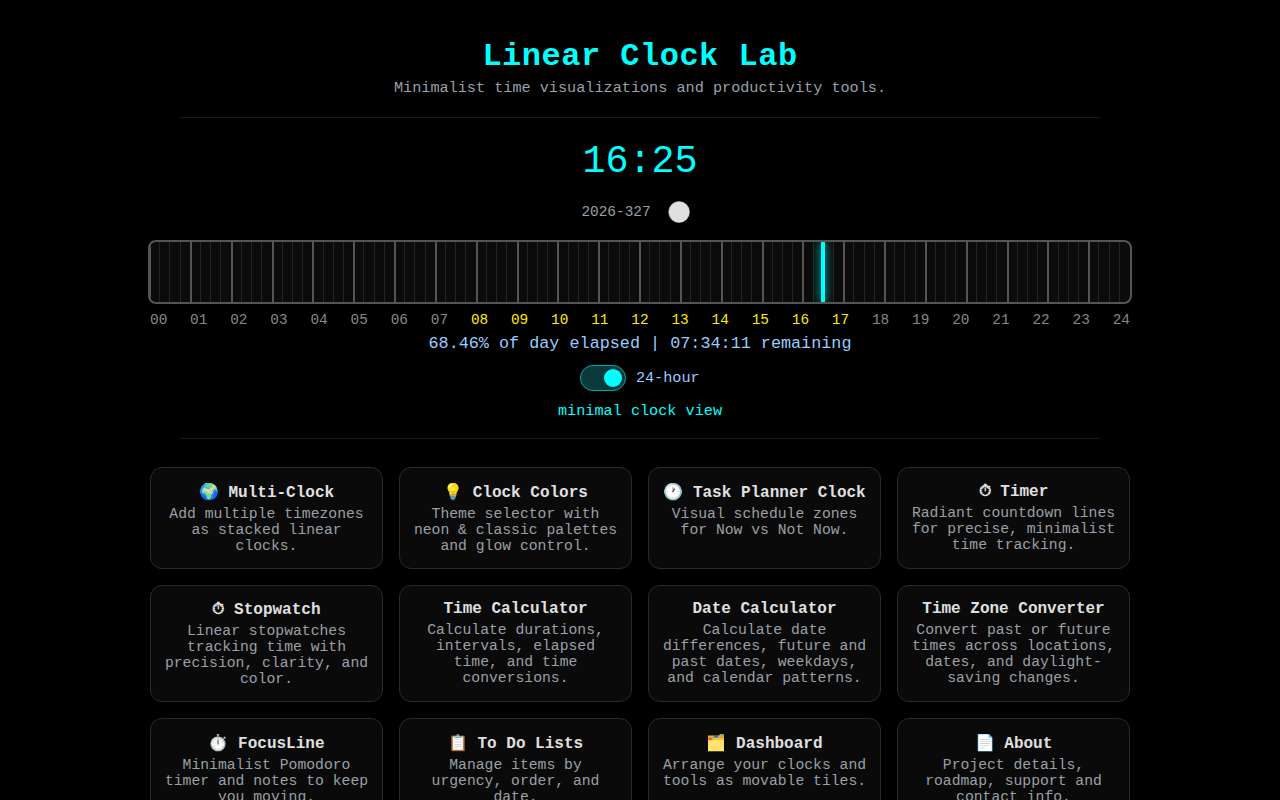 Linear Clock Lab
Minimalist time visualizations and productivity tools.
16:25
2026-327
00 01 02 03 04 05 06 07 08 09 10 11 12 13 14 15 16 17 18 19 20 21 22 23 24
68.46% of day elapsed | 07:34:11 remaining
24-hour
minimal clock view
🌍 Multi-Clock
Add multiple timezones
as stacked linear
clocks.
💡 Clock Colors
Theme selector with
neon & classic palettes
and glow control.
🕐 Task Planner Clock
Visual schedule zones
for Now vs Not Now.
⏱ Timer
Radiant countdown lines
for precise, minimalist
time tracking.
⏱ Stopwatch
Linear stopwatches
tracking time with
precision, clarity, and
color.
Time Calculator
Calculate durations,
intervals, elapsed
time, and time
conversions.
Date Calculator
Calculate date
differences, future and
past dates, weekdays,
and calendar patterns.
Time Zone Converter
Convert past or future
times across locations,
dates, and daylight-
saving changes.
⏱️ FocusLine
Minimalist Pomodoro
timer and notes to keep
you moving.
📋 To Do Lists
Manage items by
urgency, order, and
date.
🗂️ Dashboard
Arrange your clocks and
tools as movable tiles.
📄 About
Project details,
roadmap, support and
contact info.